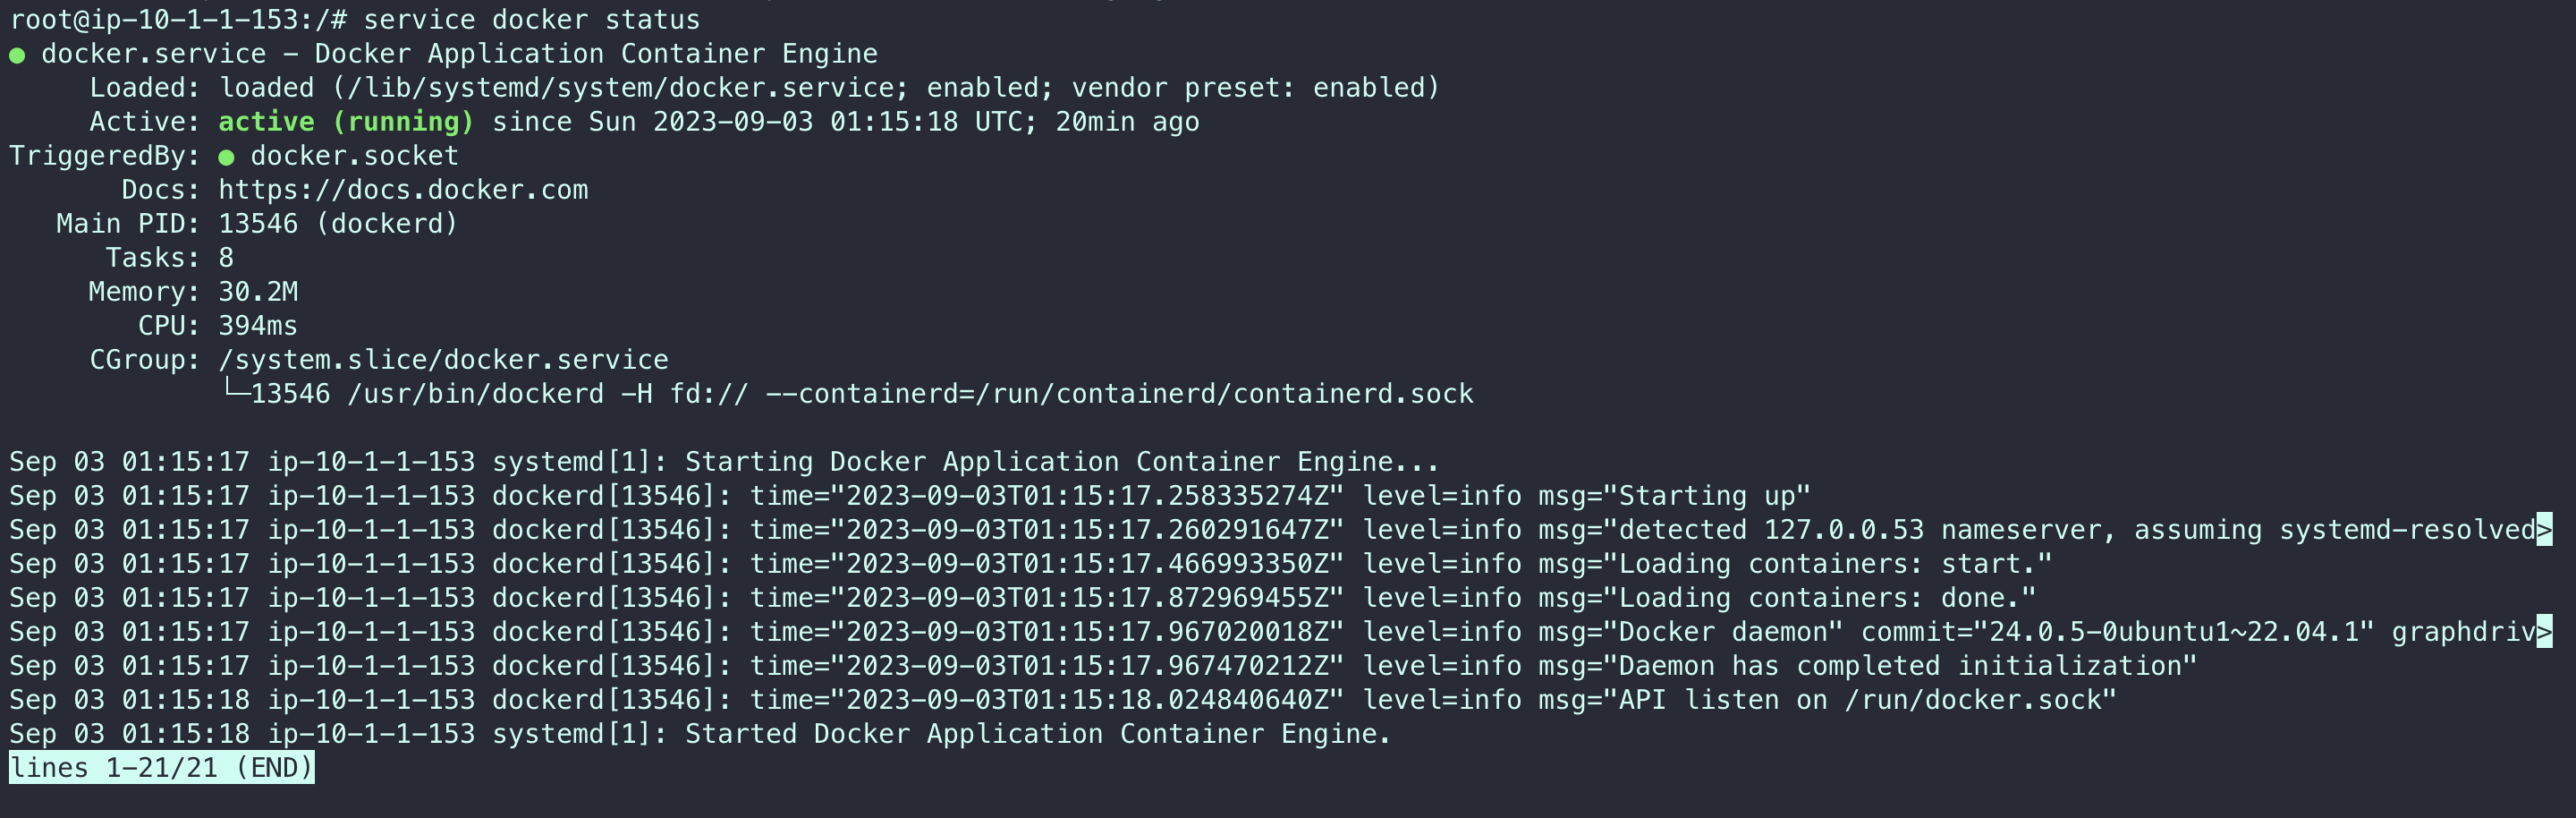 root@ip-10-1-1-153:/# service docker status
● docker.service - Docker Application Container Engine
     Loaded: loaded (/lib/systemd/system/docker.service; enabled; vendor preset: enabled)
     Active: active (running) since Sun 2023-09-03 01:15:18 UTC; 20min ago
TriggeredBy: ● docker.socket
       Docs: https://docs.docker.com
   Main PID: 13546 (dockerd)
      Tasks: 8
     Memory: 30.2M
        CPU: 394ms
     CGroup: /system.slice/docker.service
             └─13546 /usr/bin/dockerd -H fd:// --containerd=/run/containerd/containerd.sock

Sep 03 01:15:17 ip-10-1-1-153 systemd[1]: Starting Docker Application Container Engine...
Sep 03 01:15:17 ip-10-1-1-153 dockerd[13546]: time="2023-09-03T01:15:17.258335274Z" level=info msg="Starting up"
Sep 03 01:15:17 ip-10-1-1-153 dockerd[13546]: time="2023-09-03T01:15:17.260291647Z" level=info msg="detected 127.0.0.53 nameserver, assuming systemd-resolved>
Sep 03 01:15:17 ip-10-1-1-153 dockerd[13546]: time="2023-09-03T01:15:17.466993350Z" level=info msg="Loading containers: start."
Sep 03 01:15:17 ip-10-1-1-153 dockerd[13546]: time="2023-09-03T01:15:17.872969455Z" level=info msg="Loading containers: done."
Sep 03 01:15:17 ip-10-1-1-153 dockerd[13546]: time="2023-09-03T01:15:17.967020018Z" level=info msg="Docker daemon" commit="24.0.5-0ubuntu1~22.04.1" graphdriv>
Sep 03 01:15:17 ip-10-1-1-153 dockerd[13546]: time="2023-09-03T01:15:17.967470212Z" level=info msg="Daemon has completed initialization"
Sep 03 01:15:18 ip-10-1-1-153 dockerd[13546]: time="2023-09-03T01:15:18.024840640Z" level=info msg="API listen on /run/docker.sock"
Sep 03 01:15:18 ip-10-1-1-153 systemd[1]: Started Docker Application Container Engine.
lines 1-21/21 (END)